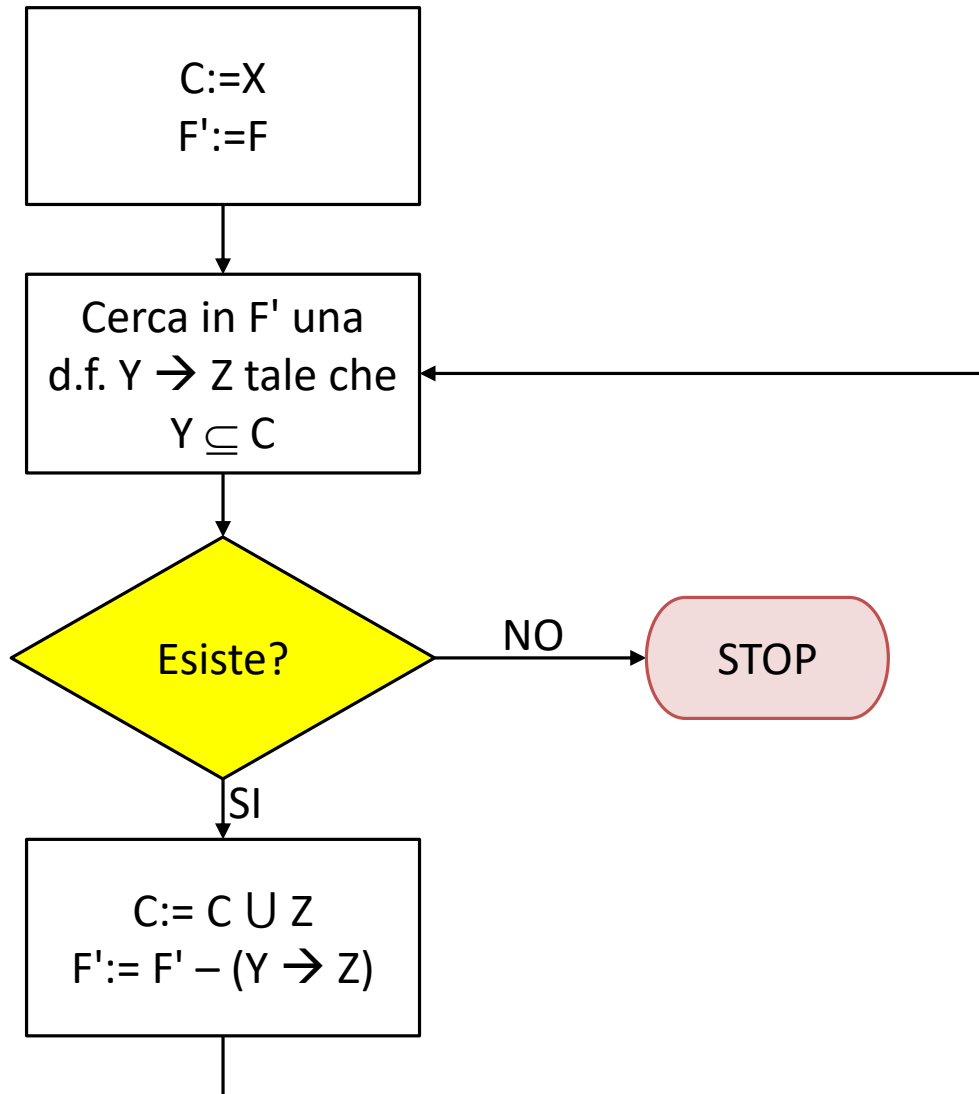 C:=X
F':=F
Cerca in F' una
d.f. Y → Z tale che
Y ⊆ C
Esiste?
NO
STOP
SI
C:= C U Z
F':= F' – (Y → Z)